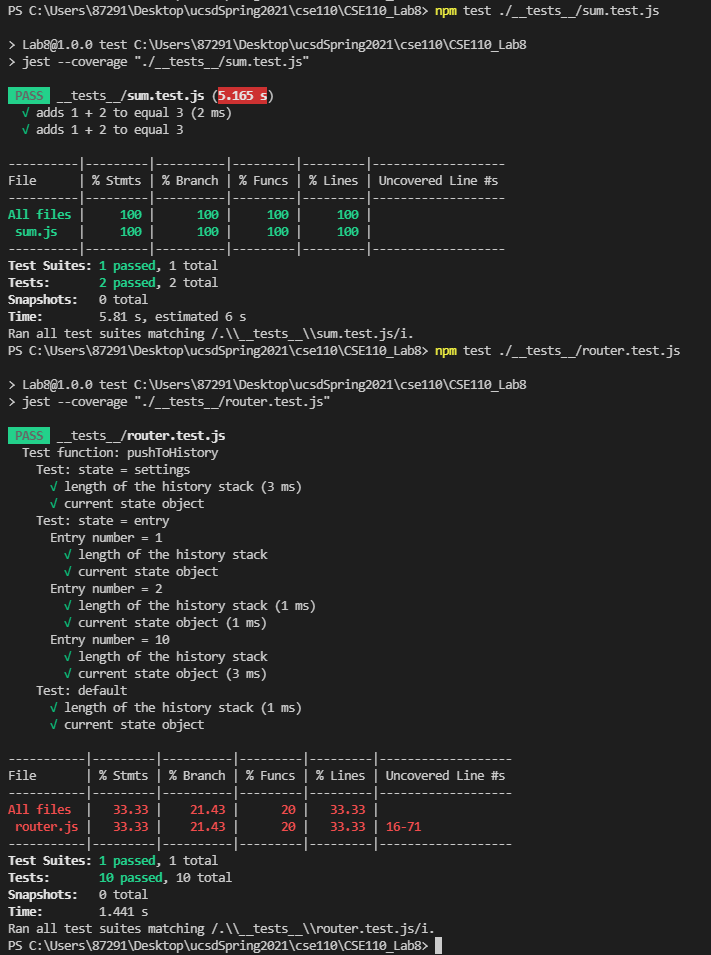 PS C:\Users\87291\Desktop\ucsdSpring2021\cse110\CSE110_Lab8> npm test ./__tests__/sum.test.js
> Lab8@1.0.0 test C:\Users\87291\Desktop\ucsdSpring2021\cse110\CSE110_Lab8
> jest --coverage "./__tests__/sum.test.js"
PASS __tests__/sum.test.js (5.165 s)
√ adds 1 + 2 to equal 3 (2 ms)
√ adds 1 + 2 to equal 3
----------|---------|----------|---------|---------|-------------------
File      | % Stmts | % Branch | % Funcs | % Lines | Uncovered Line #s
----------|---------|----------|---------|---------|-------------------
All files |     100 |      100 |     100 |     100 |
 sum.js   |     100 |      100 |     100 |     100 |
----------|---------|----------|---------|---------|-------------------
Test Suites: 1 passed, 1 total
Tests:       2 passed, 2 total
Snapshots:   0 total
Time:        5.81 s, estimated 6 s
Ran all test suites matching /.\\__tests__\\sum.test.js/i.
PS C:\Users\87291\Desktop\ucsdSpring2021\cse110\CSE110_Lab8> npm test ./__tests__/router.test.js
> Lab8@1.0.0 test C:\Users\87291\Desktop\ucsdSpring2021\cse110\CSE110_Lab8
> jest --coverage "./__tests__/router.test.js"
PASS __tests__/router.test.js
Test function: pushToHistory
Test: state = settings
√ length of the history stack (3 ms)
√ current state object
Test: state = entry
Entry number = 1
√ length of the history stack
√ current state object
Entry number = 2
√ length of the history stack (1 ms)
√ current state object (1 ms)
Entry number = 10
√ length of the history stack
√ current state object (3 ms)
Test: default
√ length of the history stack (1 ms)
√ current state object
-----------|---------|----------|---------|---------|-------------------
File       | % Stmts | % Branch | % Funcs | % Lines | Uncovered Line #s
-----------|---------|----------|---------|---------|-------------------
All files  |   33.33 |    21.43 |      20 |   33.33 |
 router.js |   33.33 |    21.43 |      20 |   33.33 | 16-71
-----------|---------|----------|---------|---------|-------------------
Test Suites: 1 passed, 1 total
Tests:       10 passed, 10 total
Snapshots:   0 total
Time:        1.441 s
Ran all test suites matching /.\\__tests__\\router.test.js/i.
PS C:\Users\87291\Desktop\ucsdSpring2021\cse110\CSE110_Lab8>